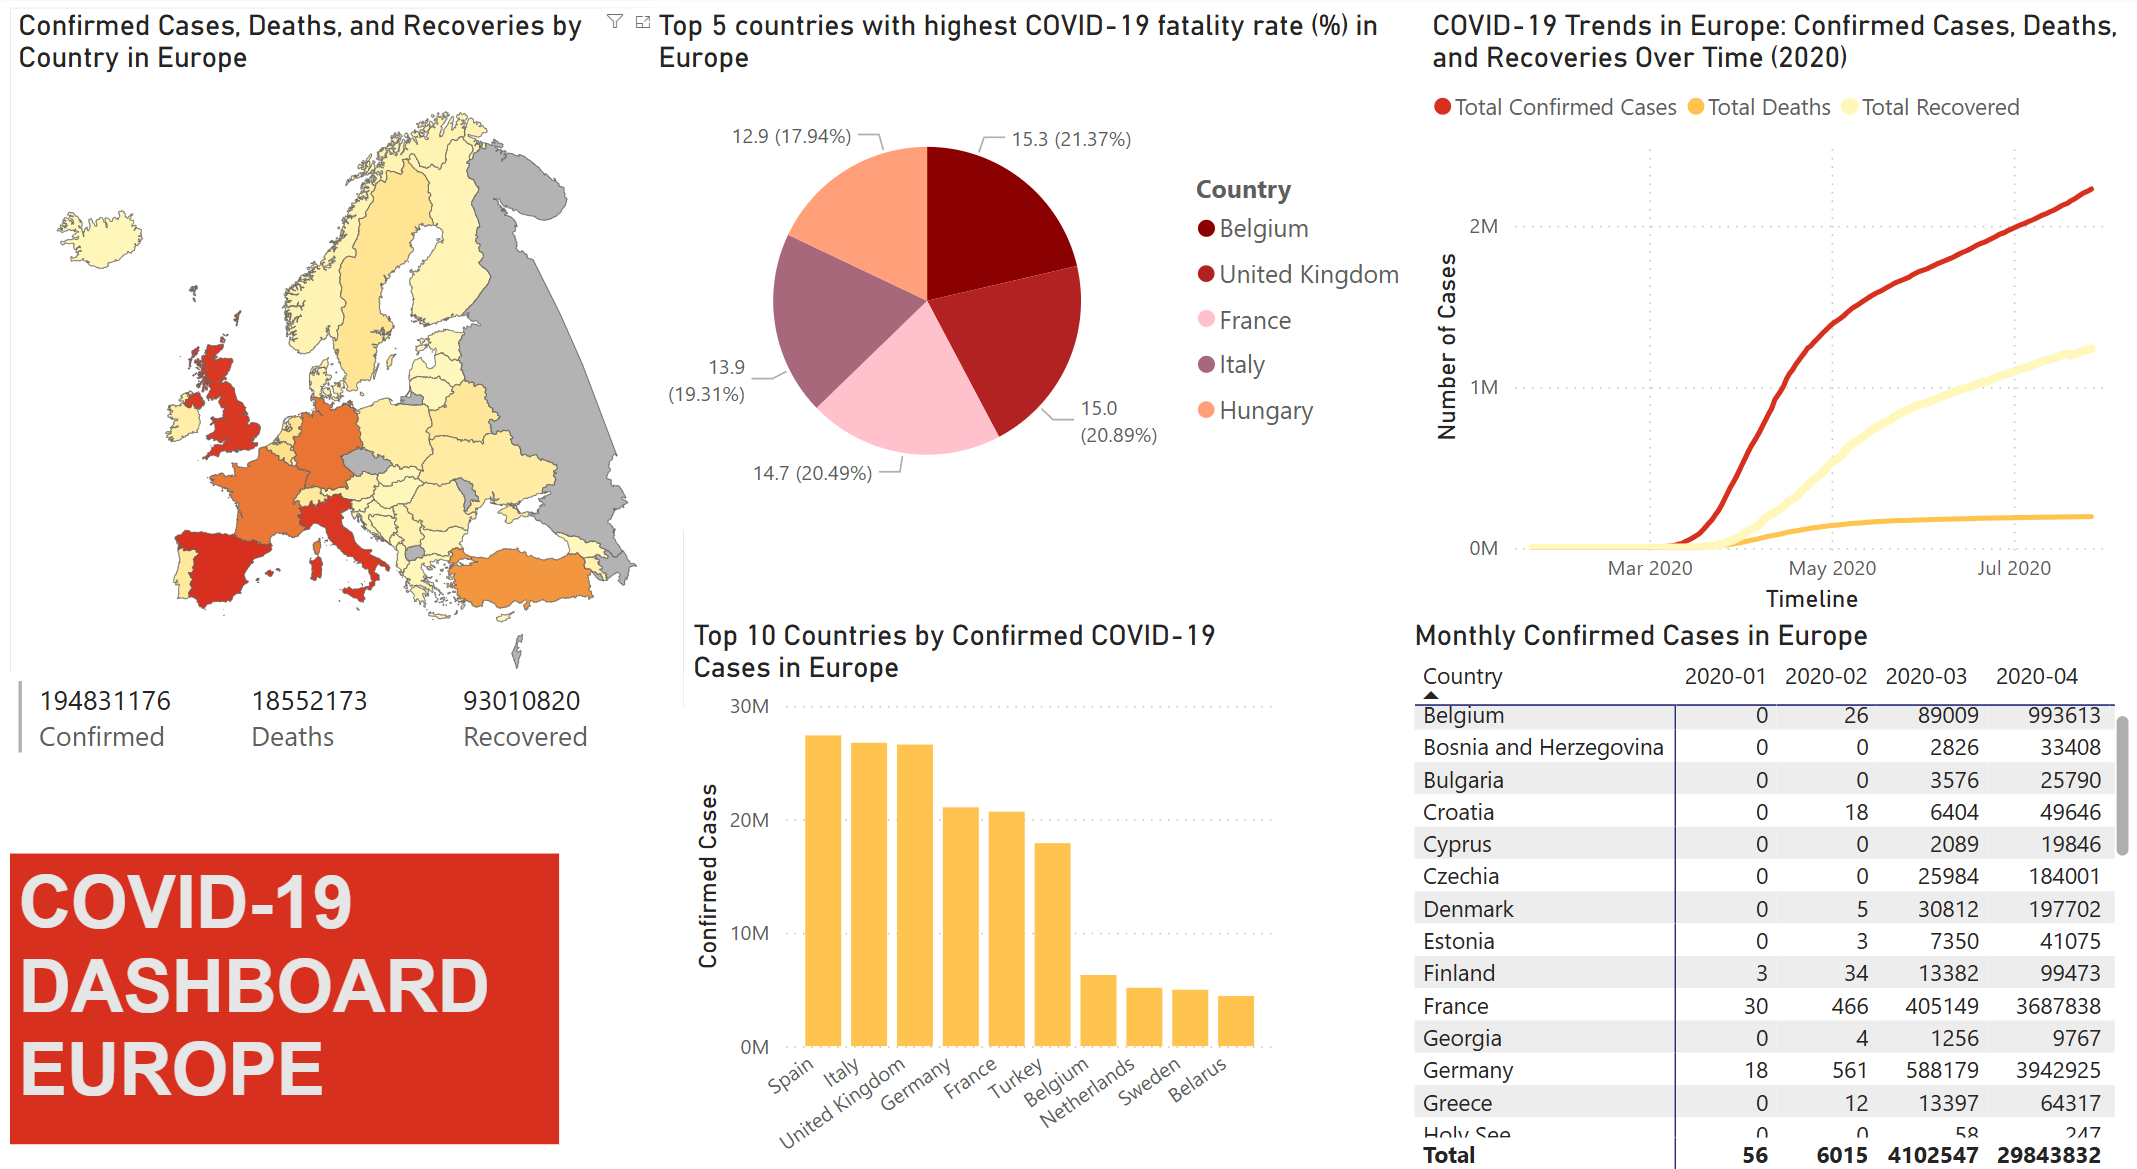 Confirmed Cases, Deaths, and Recoveries by
Country in Europe
194831176
Confirmed
18552173
Deaths
93010820
Recovered
COVID-19
DASHBOARD
EUROPE
Top 5 countries with highest COVID-19 fatality rate (%) in
Europe
12.9 (17.94%)
15.3 (21.37%)
13.9
(19.31%)
15.0
(20.89%)
14.7 (20.49%)
Country
Belgium
United Kingdom
France
Italy
Hungary
Top 10 Countries by Confirmed COVID-19
Cases in Europe
Confirmed Cases
30M
20M
10M
0M
Spain
Italy
United Kingdom
Germany
France
Turkey
Belgium
Netherlands
Sweden
Belarus
COVID-19 Trends in Europe: Confirmed Cases, Deaths,
and Recoveries Over Time (2020)
Total Confirmed Cases Total Deaths Total Recovered
Number of Cases
2M
1M
0M
Mar 2020 May 2020 Jul 2020
Timeline
Monthly Confirmed Cases in Europe
Country 2020-01 2020-02 2020-03 2020-04
Belgium 0 26 89009 993613
Bosnia and Herzegovina 0 0 2826 33408
Bulgaria 0 0 3576 25790
Croatia 0 18 6404 49646
Cyprus 0 0 2089 19846
Czechia 0 0 25984 184001
Denmark 0 5 30812 197702
Estonia 0 3 7350 41075
Finland 3 34 13382 99473
France 30 466 405149 3687838
Georgia 0 4 1256 9767
Germany 18 561 588179 3942925
Greece 0 12 13397 64317
Holy See 0 0 58 247
Total 56 6015 4102547 29843832